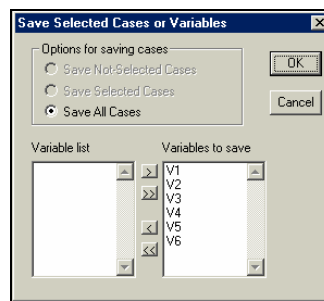 Save Selected Cases or Variables
Options for saving cases
Save Not-Selected Cases
Save Selected Cases
Save All Cases
OK
Cancel
Variable list
Variables to save
>
>>
<
<<
V1
V2
V3
V4
V5
V6